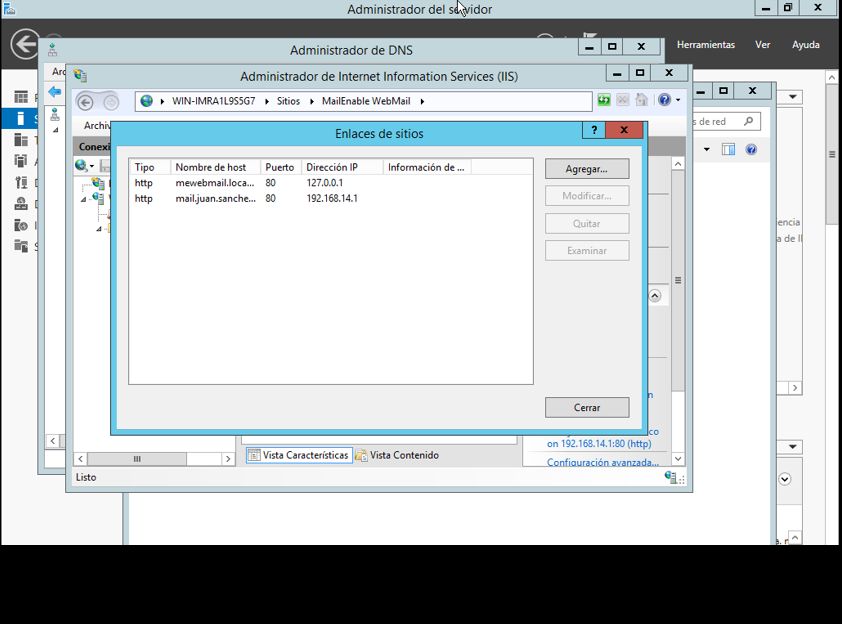 Administrador del servidor
Herramientas Ver Ayuda
Administrador de DNS
Administrador de Internet Information Services (IIS)
WIN-IMRA1L9S5G7 Sitios MailEnable WebMail
s de red
Archiv
Conexi
Enlaces de sitios
? x
Tipo Nombre de host Puerto Dirección IP Información de ...
http mewebmail.loca... 80 127.0.0.1
http mail.juan.sanche... 80 192.168.14.1
Agregar...
Modificar...
Quitar
Examinar
Cerrar
encia
a de II
co
on 192.168.14.1:80 (http)
Configuración avanzada...
Vista Características Vista Contenido
Listo